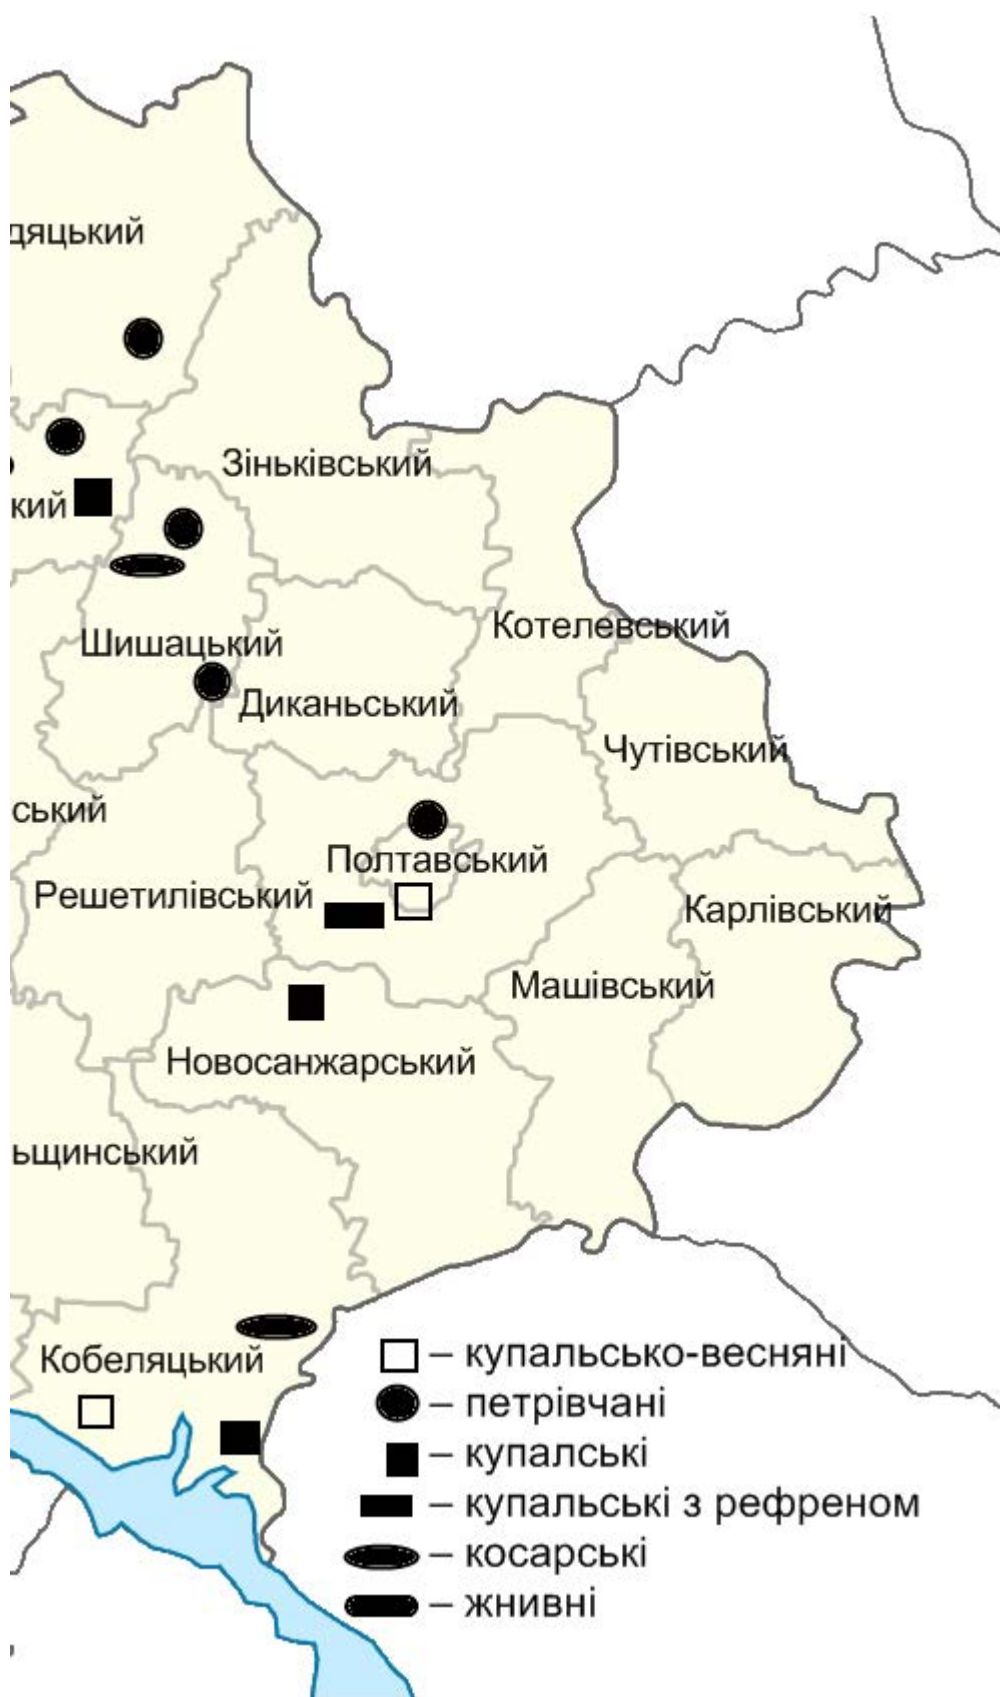 дяцький
Зіньківський
кий
Котелевський
Шишацький
Диканьський
Чутівський
ський
Полтавський
Решетилівський
Карлівський
Машівський
Новосанжарський
ьщинський
Кобеляцький
– купальсько-весняні
– петрівчані
– купалські
– купальські з рефреном
– косарські
– жнивні